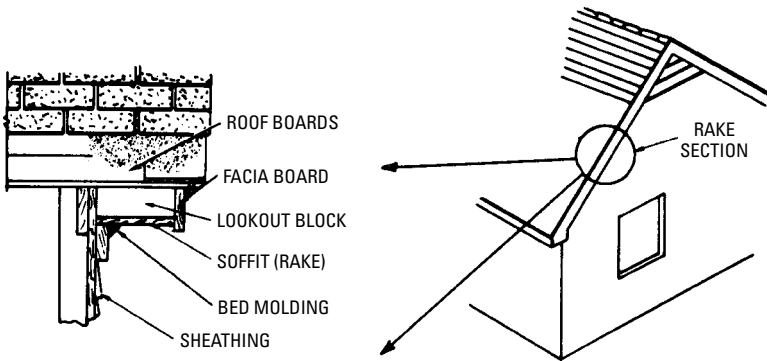 ROOF BOARDS
FACIA BOARD
LOOKOUT BLOCK
SOFFIT (RAKE)
BED MOLDING
SHEATHING
RAKE
SECTION